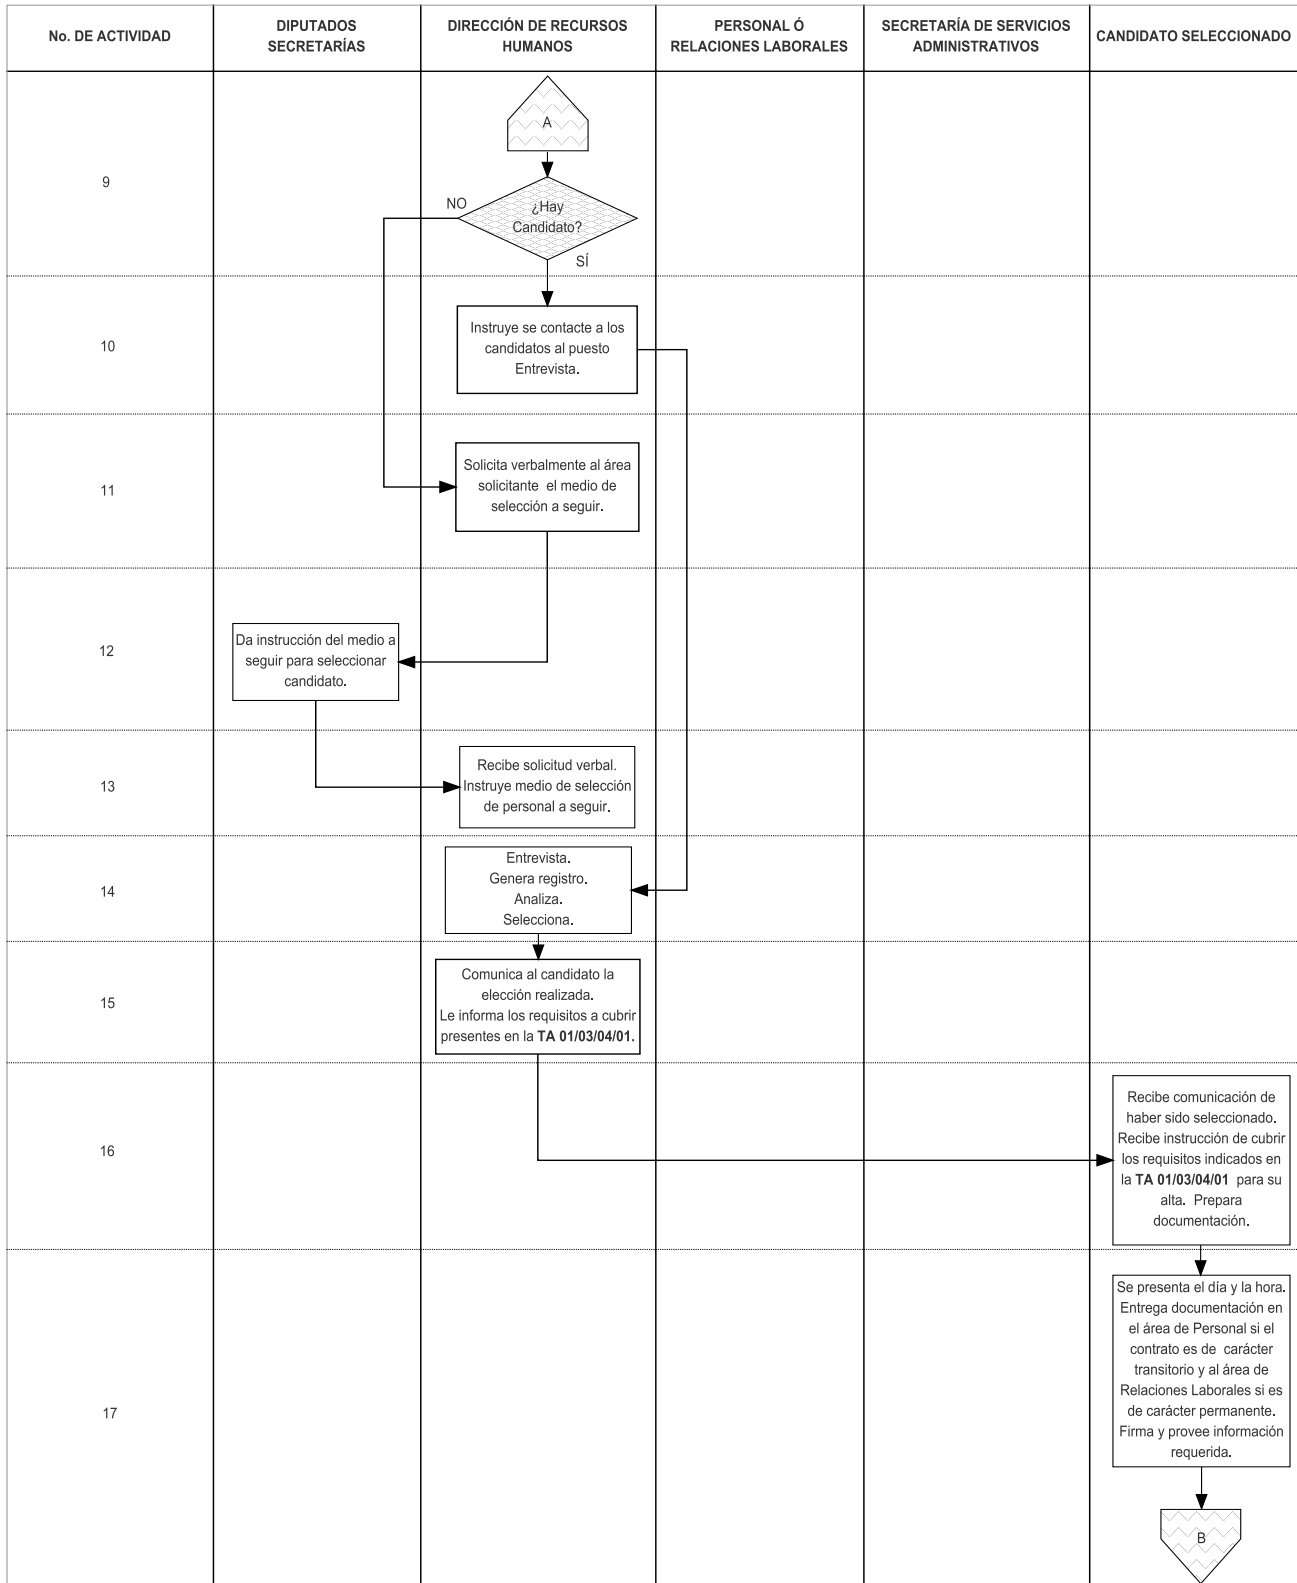 No. DE ACTIVIDAD
DIPUTADOS
SECRETARÍAS
DIRECCIÓN DE RECURSOS
HUMANOS
PERSONAL Ó
RELACIONES LABORALES
SECRETARÍA DE SERVICIOS
ADMINISTRATIVOS
CANDIDATO SELECCIONADO
A
9
NO
¿Hay
Candidato?
SÍ
10
Instruye se contacte a los
candidatos al puesto
Entrevista.
11
Solicita verbalmente al área
solicitante el medio de
selección a seguir.
12
Da instrucción del medio a
seguir para seleccionar
candidato.
13
Recibe solicitud verbal.
Instruye medio de selección
de personal a seguir.
14
Entrevista.
Genera registro.
Analiza.
Selecciona.
15
Comunica al candidato la
elección realizada.
Le informa los requisitos a cubrir
presentes en la TA 01/03/04/01.
16
Recibe comunicación de
haber sido seleccionado.
Recibe instrucción de cubrir
los requisitos indicados en
la TA 01/03/04/01 para su
alta. Prepara
documentación.
17
Se presenta el día y la hora.
Entrega documentación en
el área de Personal si el
contrato es de carácter
transitorio y al área de
Relaciones Laborales si es
de carácter permanente.
Firma y provee información
requerida.
B